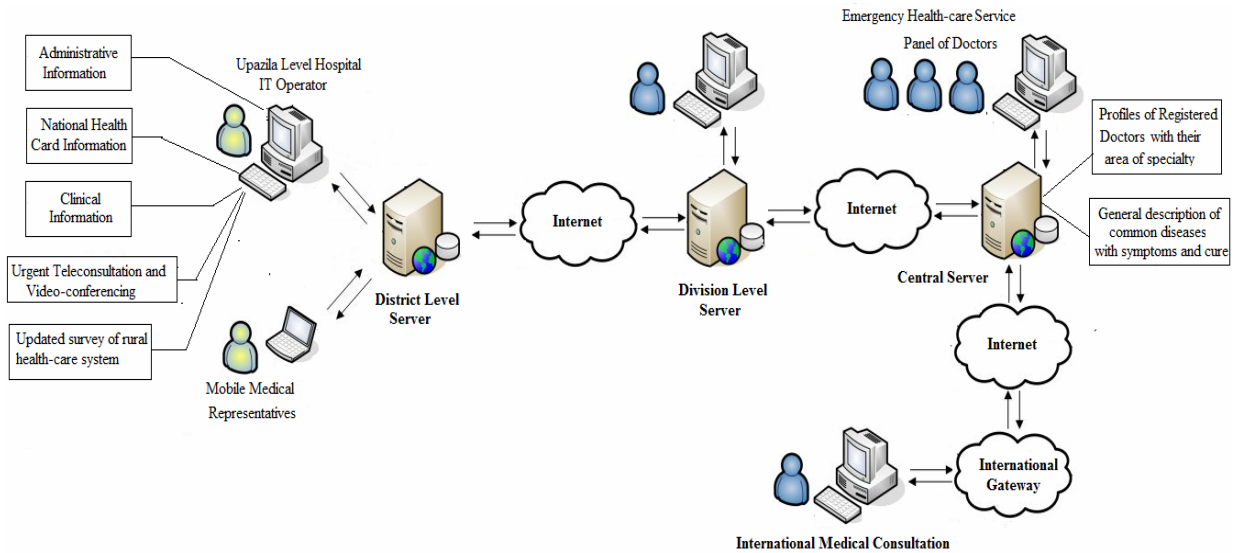 Administrative
Information
National Health
Card Information
Clinical
Information
Urgent Teleconsultation and
Video-conferencing
Updated survey of rural
health-care system
Upazila Level Hospital
IT Operator
Mobile Medical
Representatives
District Level
Server
Internet
Division Level
Server
Internet
Emergency Health-care Service
Panel of Doctors
Central Server
Profiles of Registered
Doctors with their
area of specialty
General description of
common diseases
with symptoms and cure
Internet
International
Gateway
International Medical Consultation